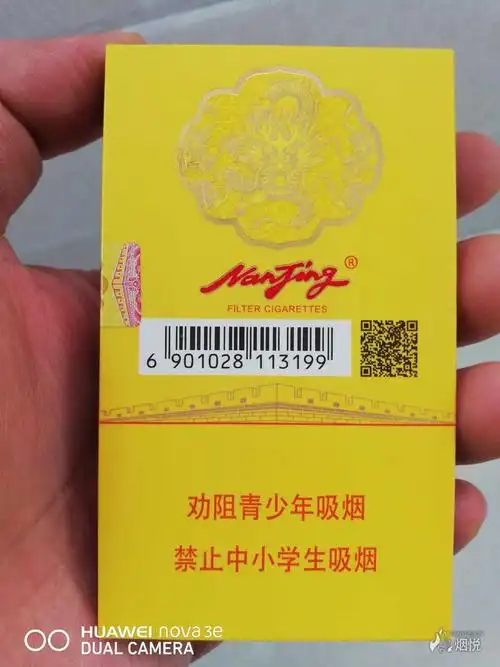 NanJing®
FILTER CIGARETTES
6 901028 113199
劝阻青少年吸烟
禁止中小学生吸烟
HUAWEI nova 3e
DUAL CAMERA
烟悦